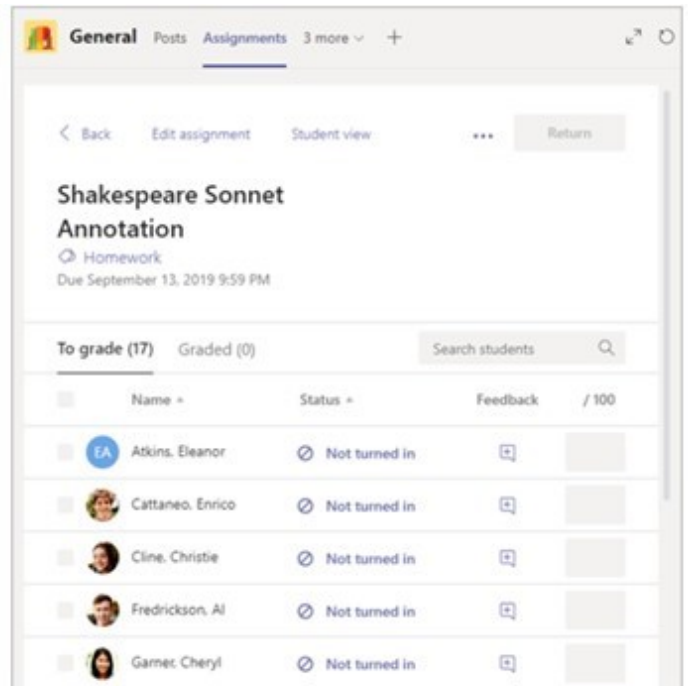 General Posts Assignments 3 more +
Back Edit assignment Student view ... Return
Shakespeare Sonnet
Annotation
Homework
Due September 13, 2019 9:59 PM
To grade (17) Graded (0) Search students
Name Status Feedback / 100
EA Atkins, Eleanor Not turned in
Cattaneo, Enrico Not turned in
Cline, Christie Not turned in
Fredrickson, Al Not turned in
Garner, Cheryl Not turned in